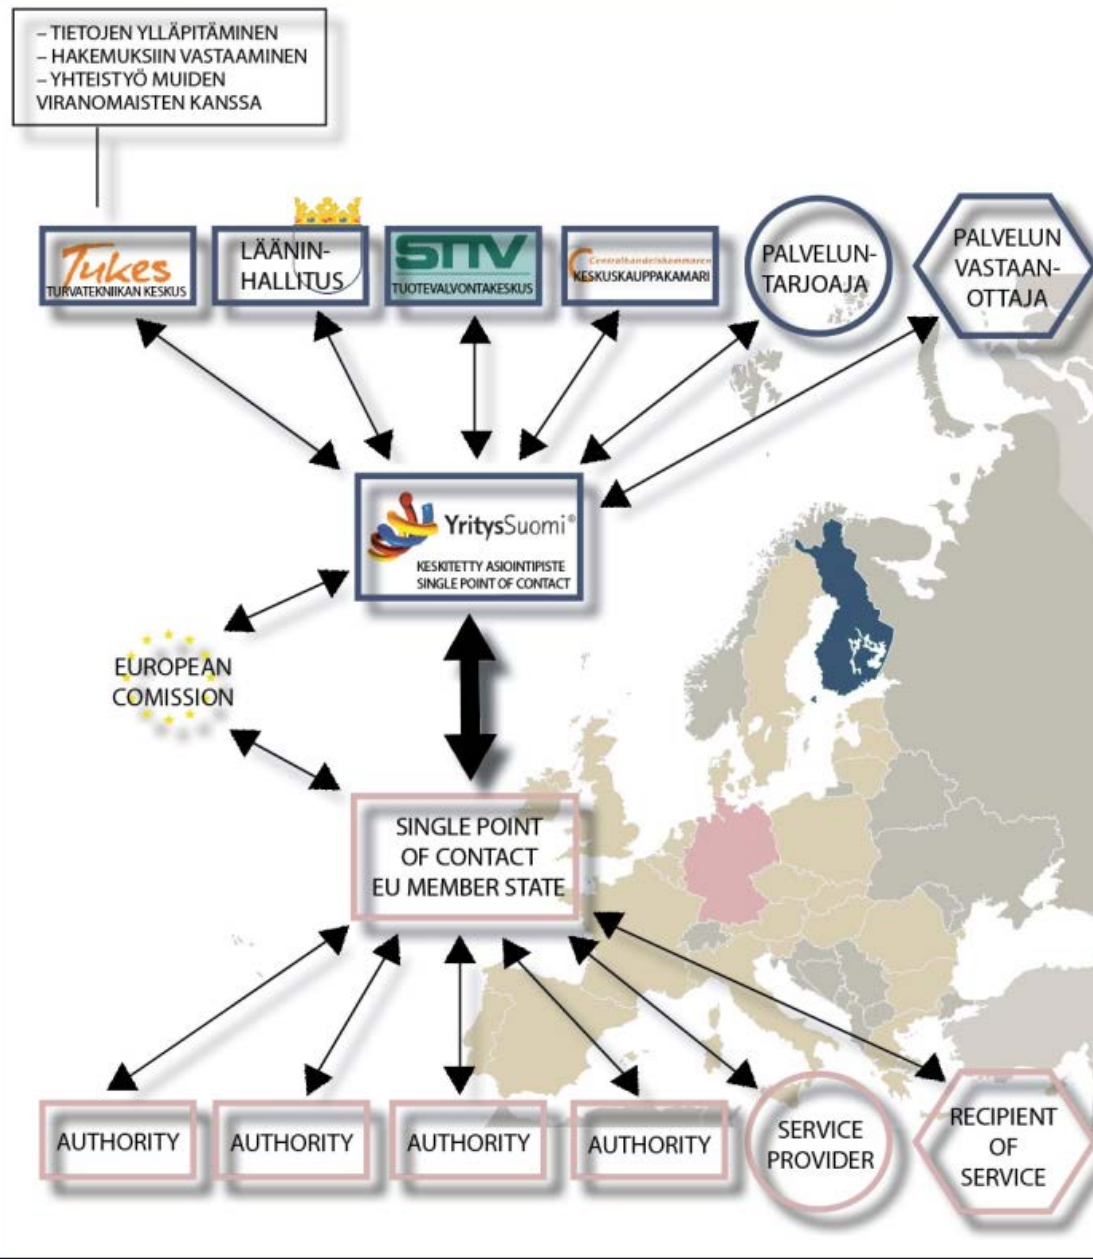 – TIETOJEN YLLÄPITÄMINEN
– HAKEMUKSIIN VASTAAMINEN
– YHTEISTYÖ MUIDEN
VIRANOMAISTEN KANSSA
Tukes
TURVATEKNIIKAN KESKUS
LÄÄNIN-
HALLITUS
STTV
TUOTEVALVONTAKESKUS
Centralhandelskammaren
KESKUSKAUPPAKAMARI
PALVELUN-
TARJOAJA
PALVELUN
VASTAAN-
OTTAJA
YritysSuomi®
KESKITETTY ASIOINTIPISTE
SINGLE POINT OF CONTACT
EUROPEAN
COMISSION
SINGLE POINT
OF CONTACT
EU MEMBER STATE
AUTHORITY
AUTHORITY
AUTHORITY
AUTHORITY
SERVICE
PROVIDER
RECIPIENT
OF
SERVICE